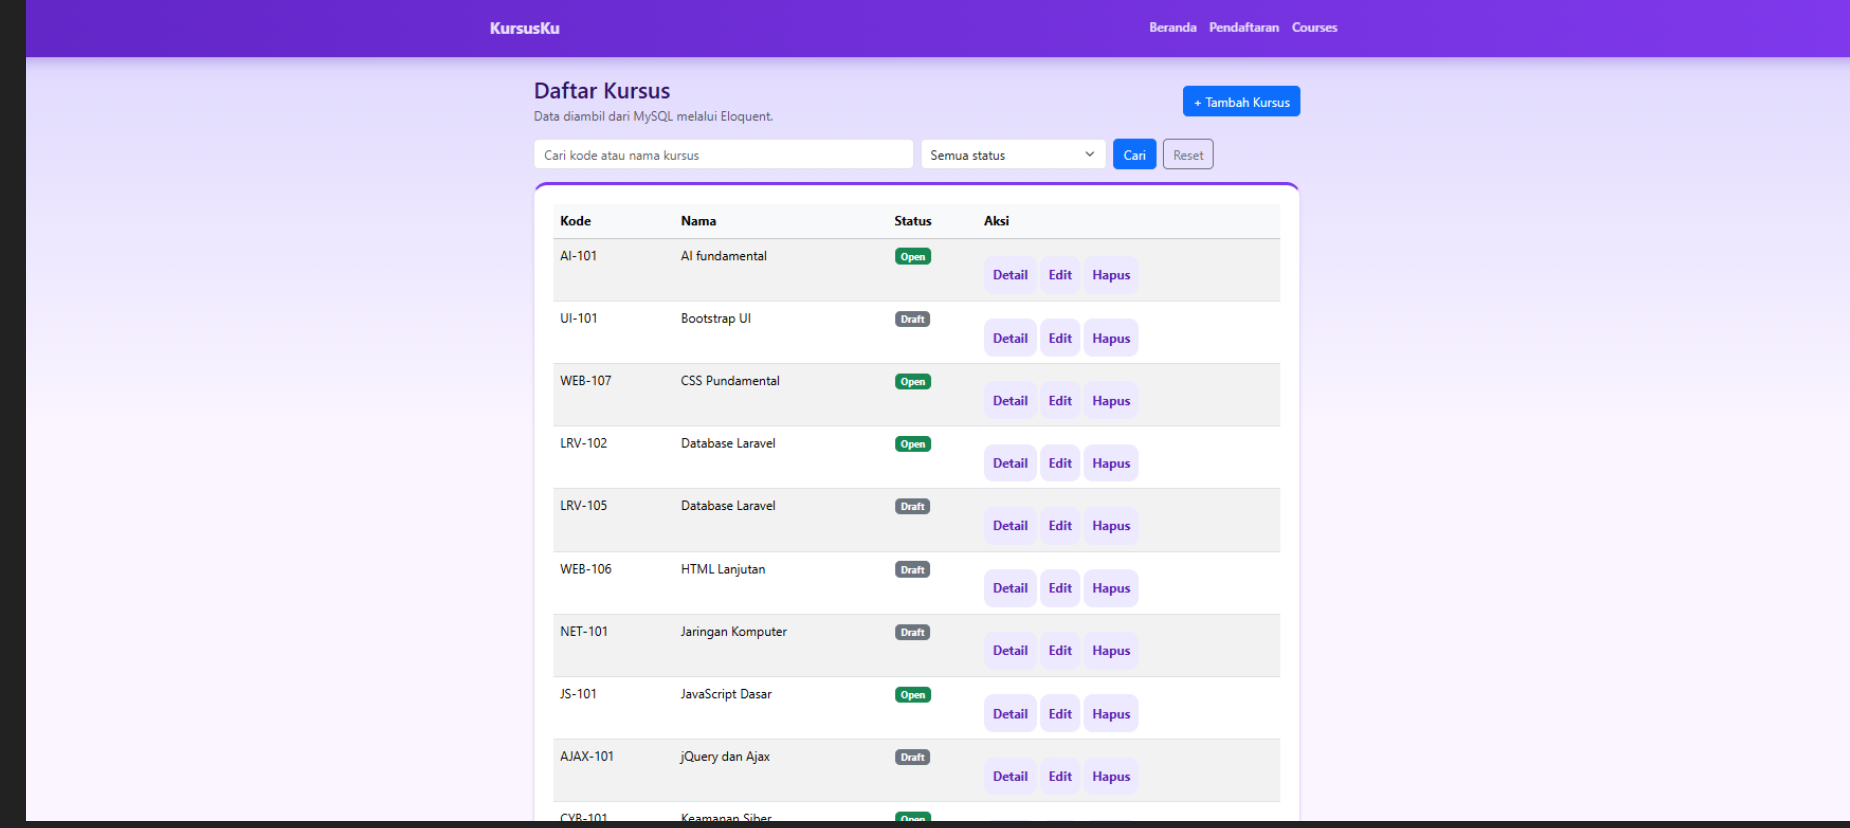 KursusKu Beranda Pendaftaran Courses
Daftar Kursus
Data diambil dari MySQL melalui Eloquent.
+ Tambah Kursus
Cari kode atau nama kursus Semua status Cari Reset
Kode Nama Status Aksi
AI-101 AI fundamental Open Detail Edit Hapus
UI-101 Bootstrap UI Draft Detail Edit Hapus
WEB-107 CSS Pundamental Open Detail Edit Hapus
LRV-102 Database Laravel Open Detail Edit Hapus
LRV-105 Database Laravel Draft Detail Edit Hapus
WEB-106 HTML Lanjutan Draft Detail Edit Hapus
NET-101 Jaringan Komputer Draft Detail Edit Hapus
JS-101 JavaScript Dasar Open Detail Edit Hapus
AJAX-101 jQuery dan Ajax Draft Detail Edit Hapus
CYB-101 Keamanan Siber Open